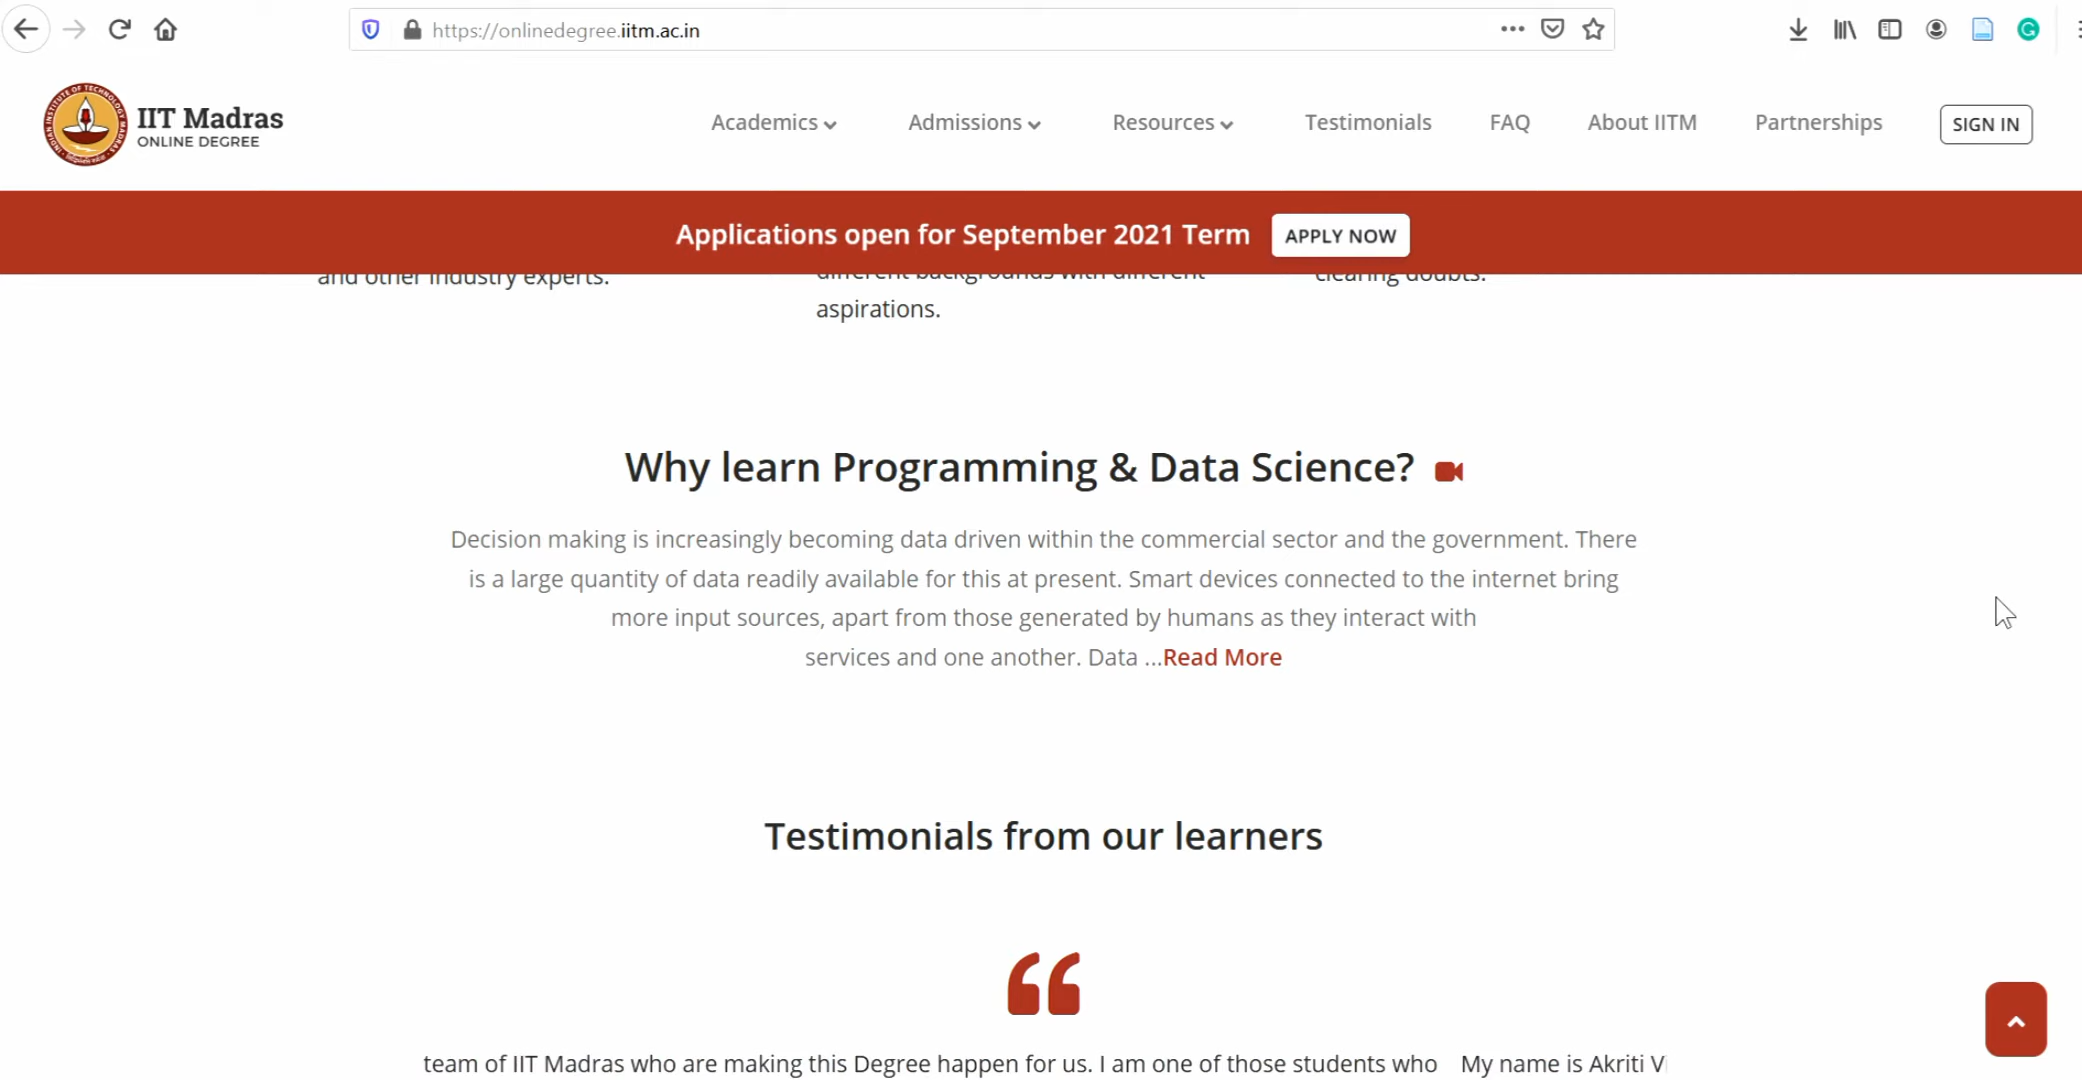 https://onlinedegree.iitm.ac.in
IIT Madras
ONLINE DEGREE
Academics
Admissions
Resources
Testimonials
FAQ
About IITM
Partnerships
SIGN IN
Applications open for September 2021 Term
APPLY NOW
and other industry experts.
different backgrounds with different
aspirations.
clearing doubts.
Why learn Programming & Data Science?
Decision making is increasingly becoming data driven within the commercial sector and the government. There
is a large quantity of data readily available for this at present. Smart devices connected to the internet bring
more input sources, apart from those generated by humans as they interact with
services and one another. Data ...Read More
Testimonials from our learners
team of IIT Madras who are making this Degree happen for us. I am one of those students who
My name is Akriti V